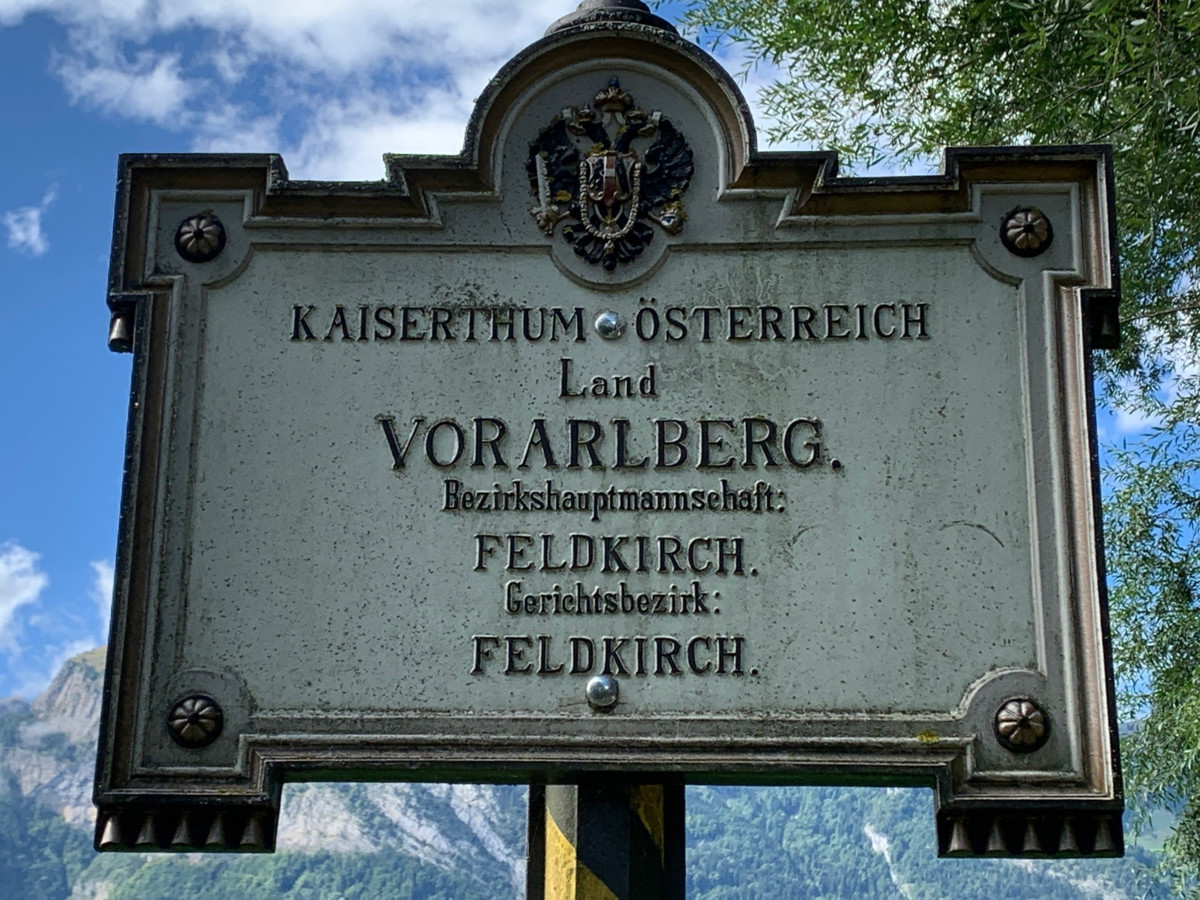 KAISERTHUM ÖSTERREICH
Land
VORARLBERG.
Bezirkshauptmannschaft:
FELDKIRCH.
Gerichtsbezirk:
FELDKIRCH.